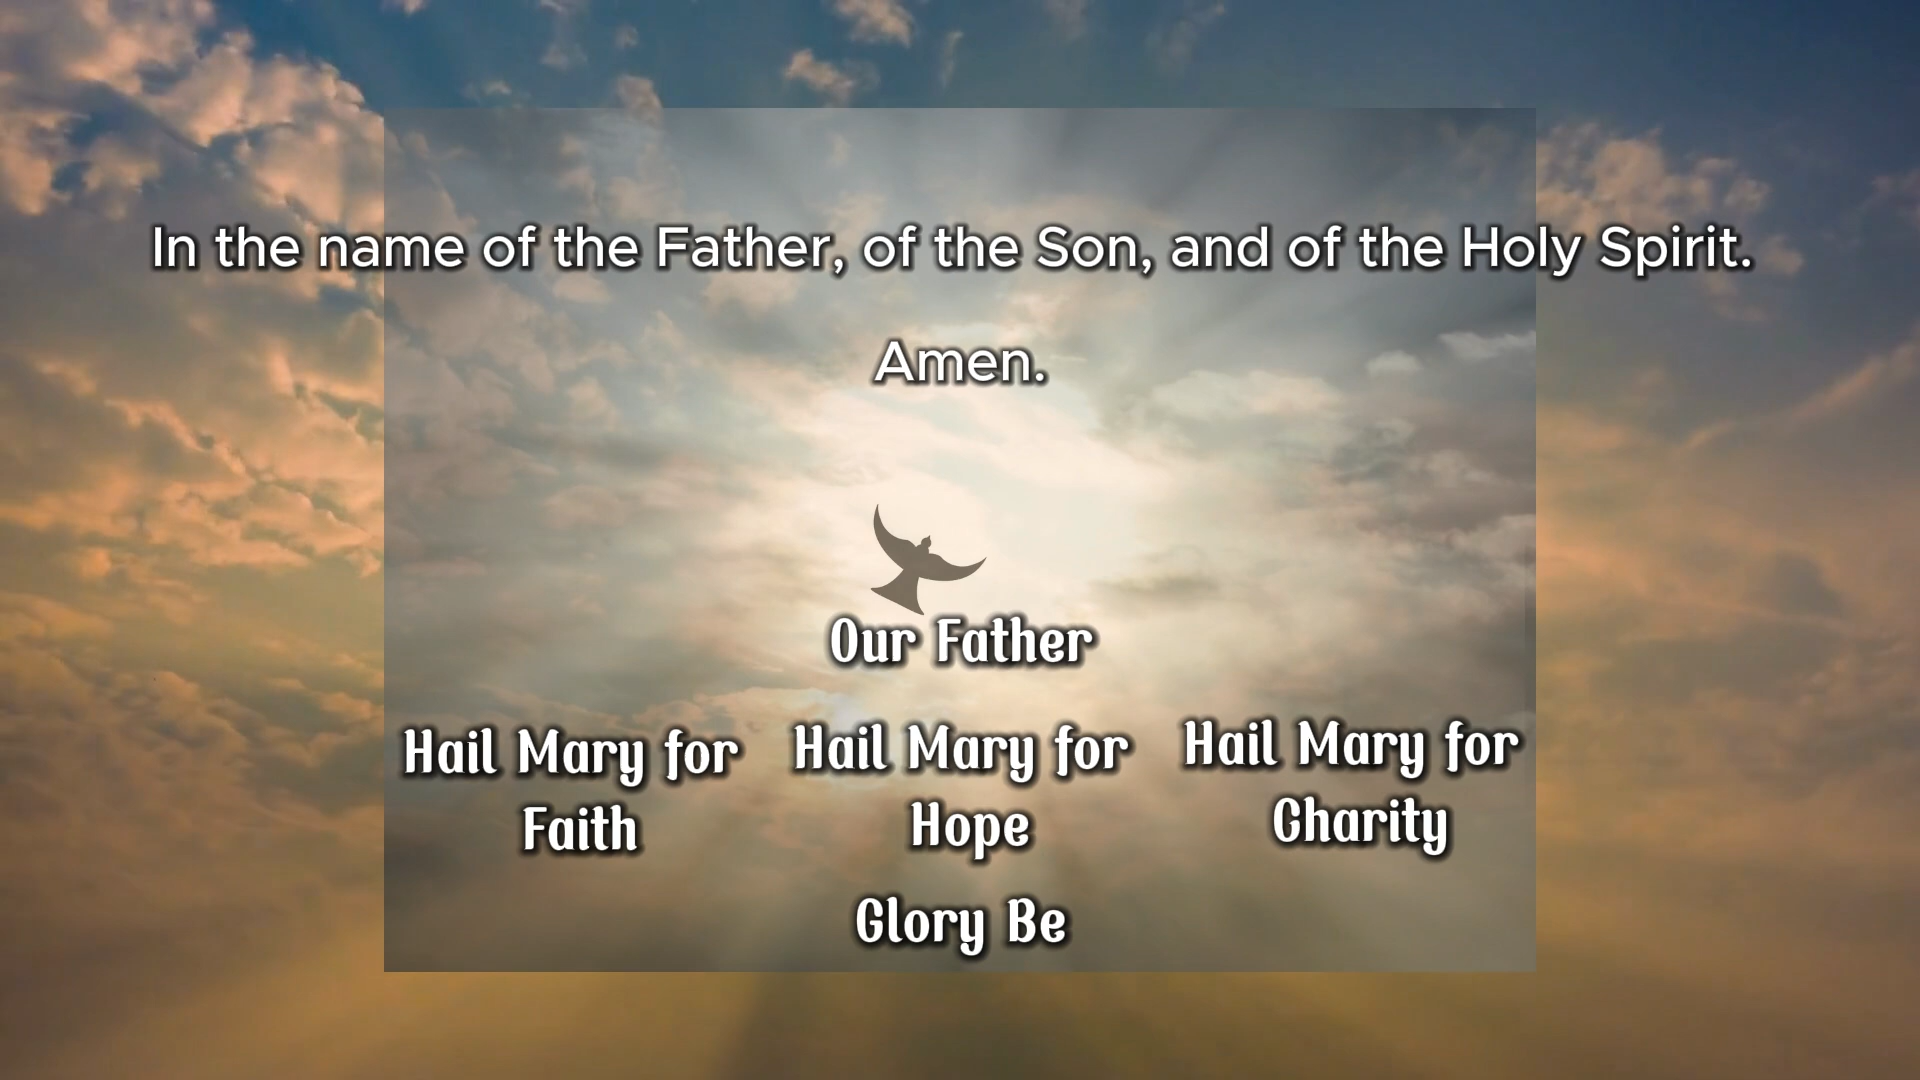 In the name of the Father, of the Son, and of the Holy Spirit.
Amen.
Our Father
Hail Mary for
Faith
Hail Mary for
Hope
Hail Mary for
Charity
Glory Be